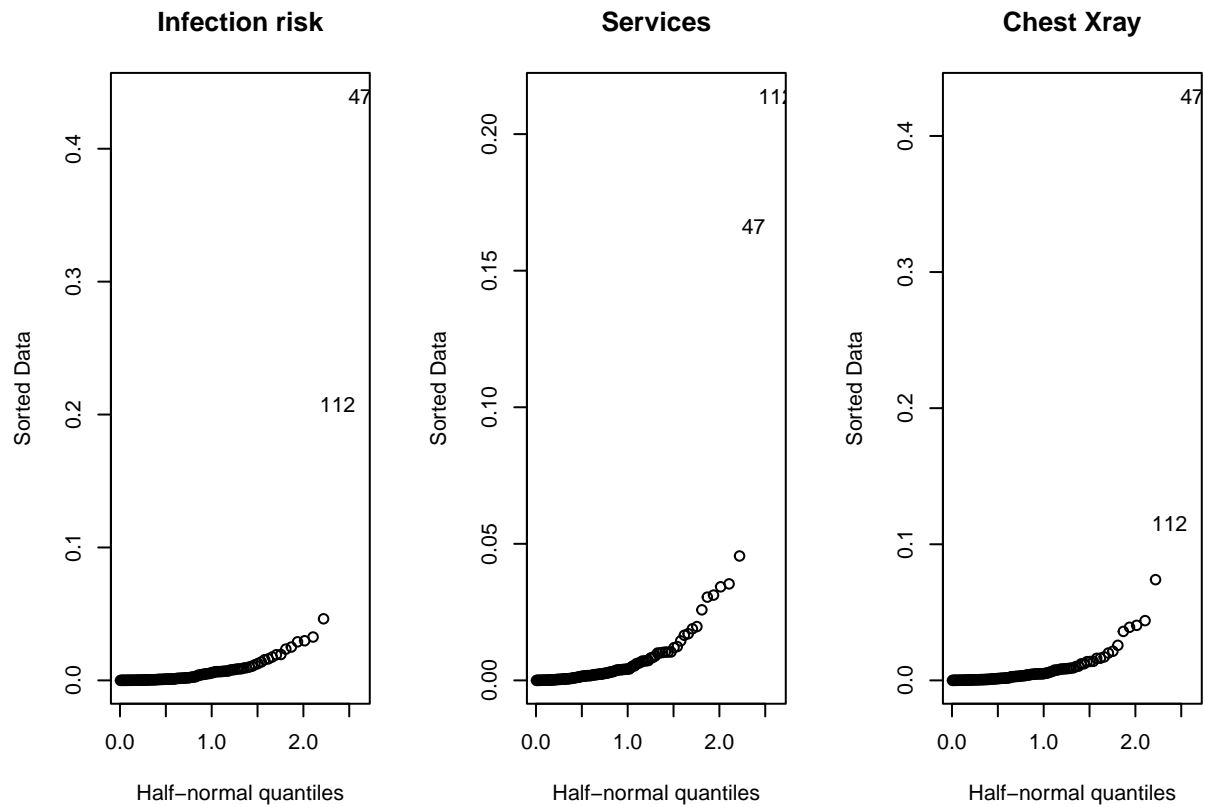 Infection risk
Sorted Data
0.4
0.3
0.2
0.1
0.0
47
112
0.0 1.0 2.0
Half−normal quantiles
Services
Sorted Data
0.20
0.15
0.10
0.05
0.00
112
47
0.0 1.0 2.0
Half−normal quantiles
Chest Xray
Sorted Data
0.4
0.3
0.2
0.1
0.0
47
112
0.0 1.0 2.0
Half−normal quantiles